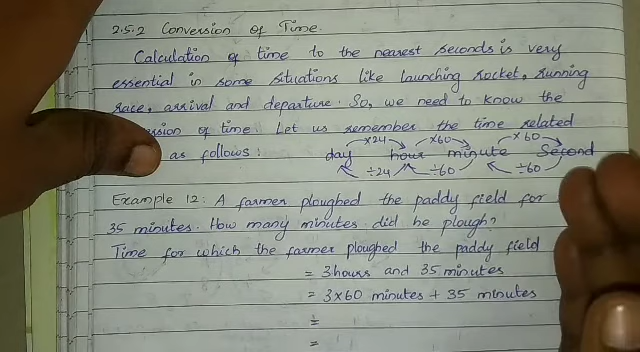 2.5.2 Conversion of Time.
Calculation of time to the nearest seconds is very
essential in some situations like launching rocket, running
race, arrival and departure. So, we need to know the
of time. Let us remember the time related
as follows:
×24 ×60 ×60
day hour minute Second
÷24 ÷60 ÷60
Example 12: A farmer ploughed the paddy field for
35 minutes. How many minutes did he plough?
Time for which the farmer ploughed the paddy field
= 3hours and 35 minutes
= 3×60 minutes + 35 minutes
=
=